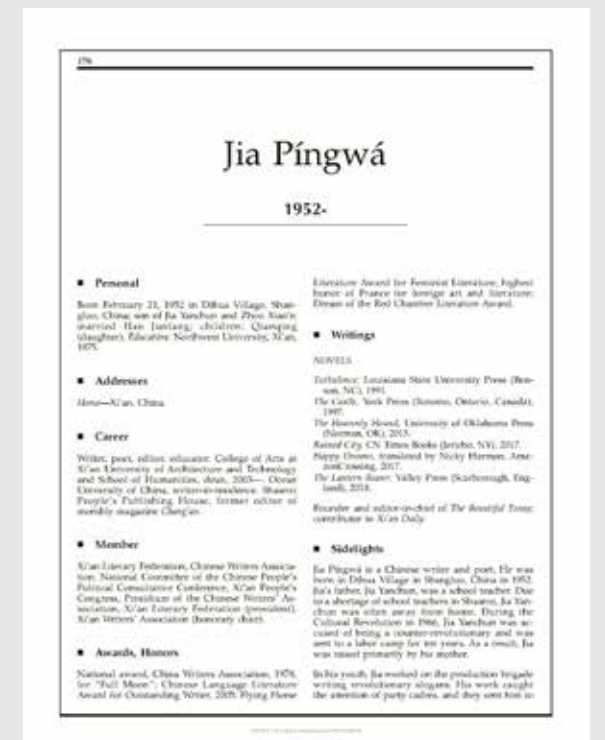 176
Jia Píngwá
1952-
■ Personal
Born February 21, 1952 in Dihua Village, Shan-
gluo, China; son of Jia Yanchun and Zhou Xiao'e;
married Han Junfang; children: Qianqing
(daughter). Education: Northwest University, Xi'an,
1975.
■ Addresses
Home—Xi'an, China.
■ Career
Writer, poet, editor, educator. College of Arts at
Xi'an University of Architecture and Technology
and School of Humanities, dean, 2003—. Ocean
University of China, writer-in-residence. Shaanxi
People's Publishing House, former editor of
monthly magazine Chang'an.
■ Member
Xi'an Literary Federation, Chinese Writers Associa-
tion, National Committee of the Chinese People's
Political Consultative Conference, Xi'an People's
Congress, Presidium of the Chinese Writers' As-
sociation, Xi'an Literary Federation (president),
Xi'an Writers' Association (honorary chair).
■ Awards, Honors
National award, China Writers Association, 1978,
for "Full Moon"; Chinese Language Literature
Award for Outstanding Writer, 2005; Flying Horse
Literature Award for Feminist Literature; highest
honor of France for foreign art and literature;
Dream of the Red Chamber Literature Award.
■ Writings
NOVELS
Turbulence, Louisiana State University Press
NC), 1991.
The Castle, York Press (Toronto, Ontario, Canada),
1997.
The Heavenly Hound, University of Oklahoma Press
(Norman, OK), 2015.
Ruined City, CN Times Books (Jericho, NY), 2017.
Happy Dreams, translated by Nicky Harman, Ama-
zonCrossing, 2017.
The Lantern Bearer, Valley Press (Scarborough, Eng-
land), 2018.
Founder and editor-in-chief of The Beautiful Essay;
contributor to Xi'an Daily.
■ Sidelights
Jia Pingwa is a Chinese writer and poet. He was
born in Dihua Village in Shangluo, China in 1952.
Jia's father, Jia Yanchun, was a school teacher. Due
to a shortage of school teachers in Shaanxi, Jia Yan-
chun was often away from home. During the
Cultural Revolution in 1966, Jia Yanchun was ac-
cused of being a counter-revolutionary and was
sent to a labor camp for ten years. As a result, Jia
was raised primarily by his mother.
In his youth, Jia worked on the production brigade
writing revolutionary slogans. His work caught
the attention of party cadres, and they sent him to